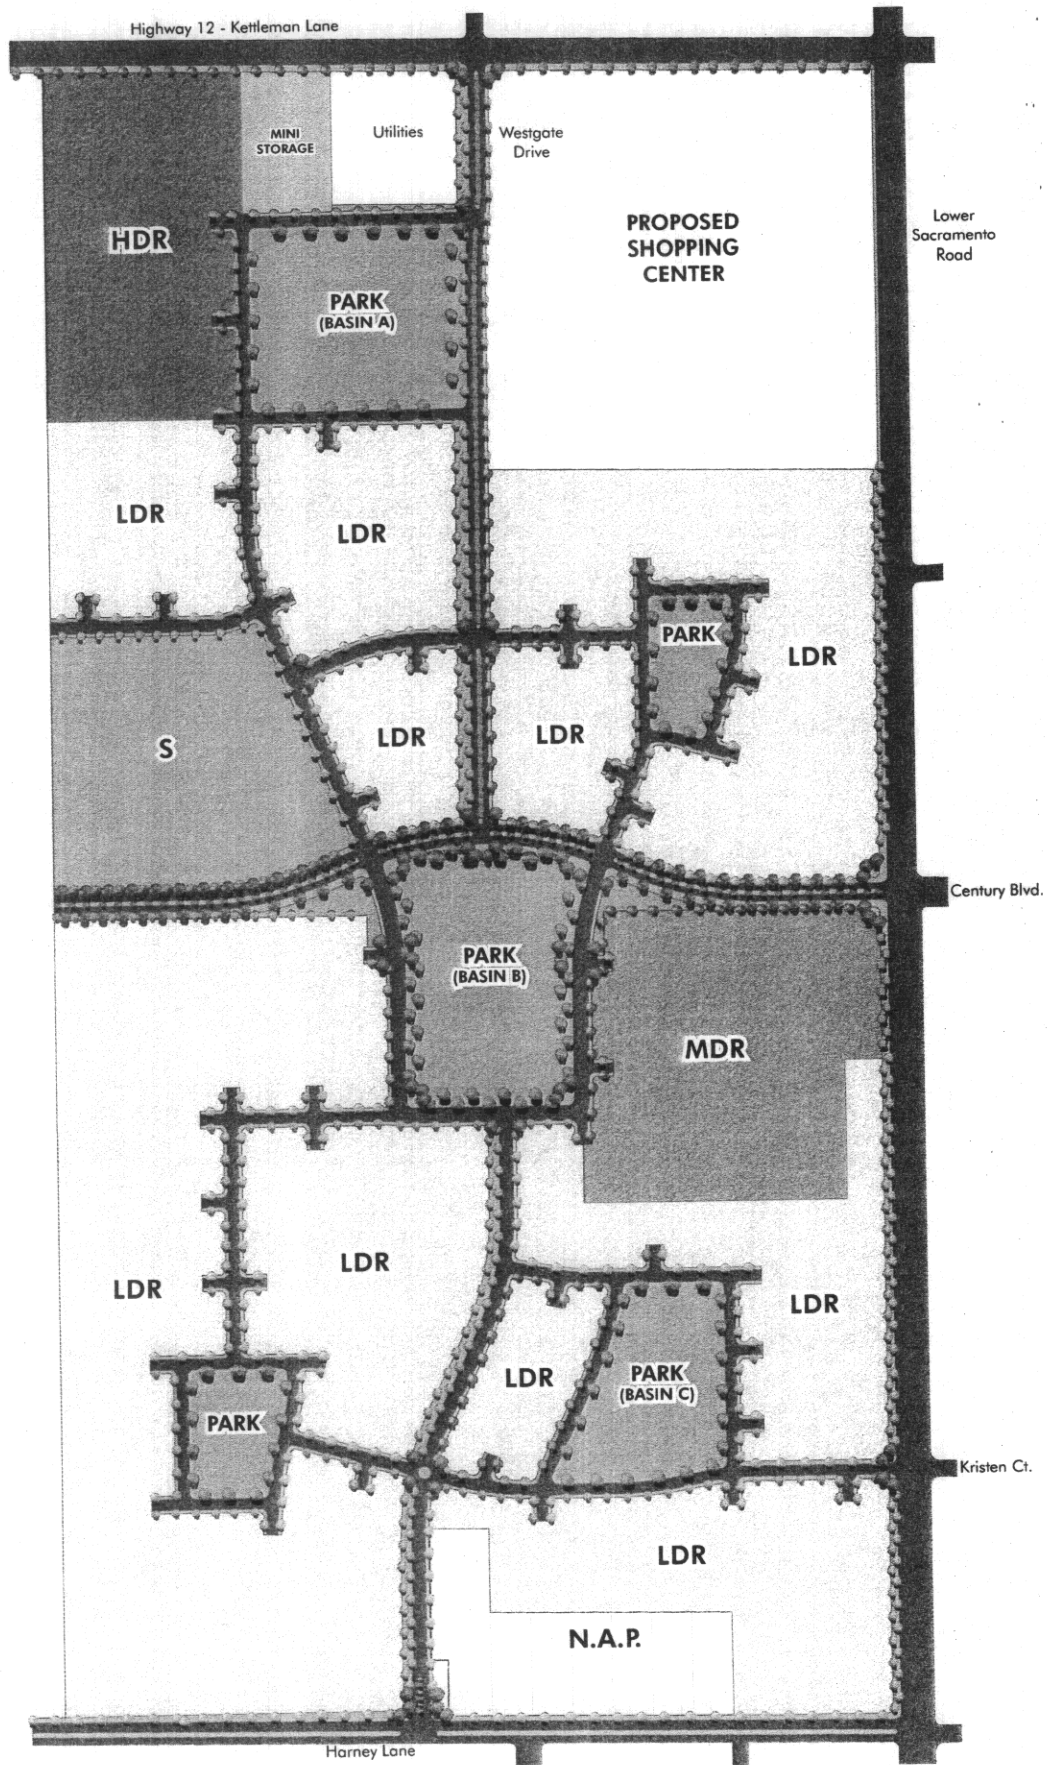 Highway 12 - Kettleman Lane
MINI
STORAGE
Utilities
Westgate
Drive
PROPOSED
SHOPPING
CENTER
Lower
Sacramento
Road
HDR
PARK
(BASIN A)
LDR
LDR
PARK
LDR
S
LDR
LDR
Century Blvd.
PARK
(BASIN B)
MDR
LDR
LDR
LDR
LDR
PARK
(BASIN C)
PARK
Kristen Ct.
LDR
N.A.P.
Harney Lane